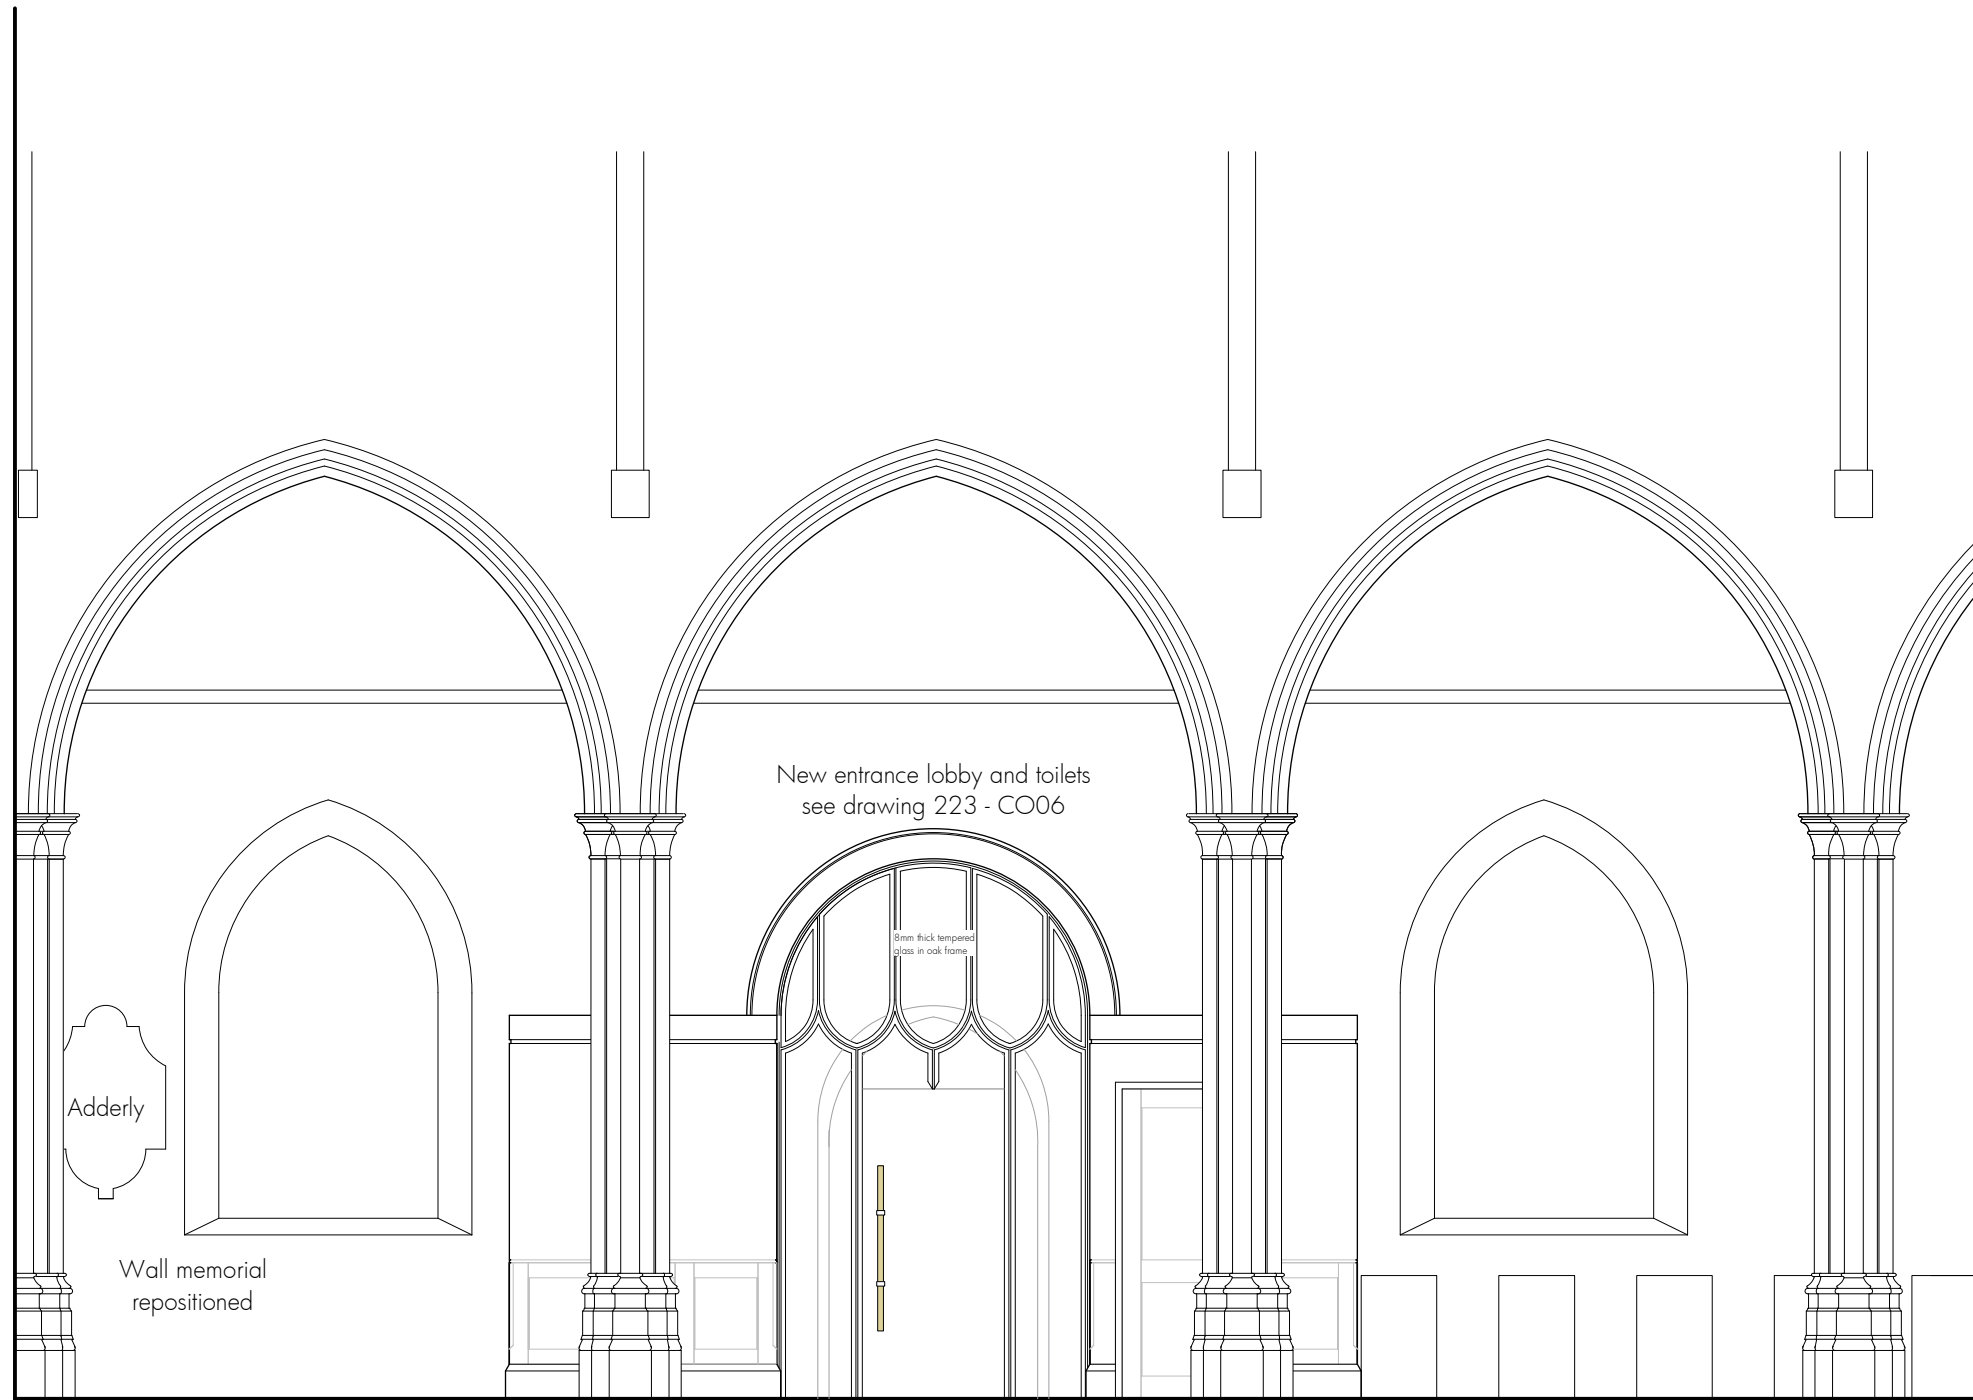 New entrance lobby and toilets
see drawing 223 - CO06
8mm thick tempered
glass in oak frame
Adderly
Wall memorial
repositioned